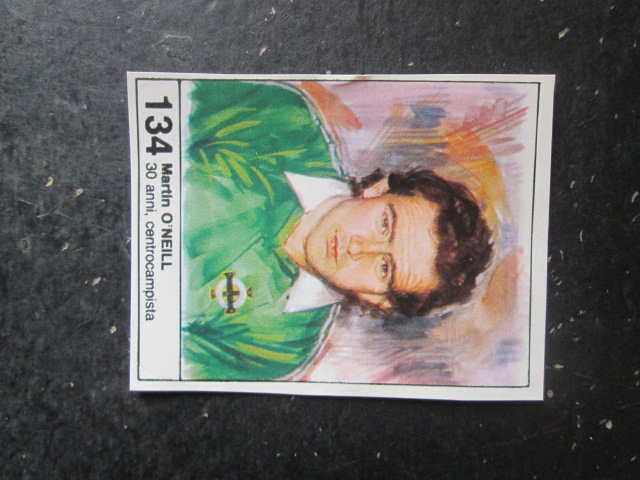 134 Martin O'NEILL
30 anni, centrocampista